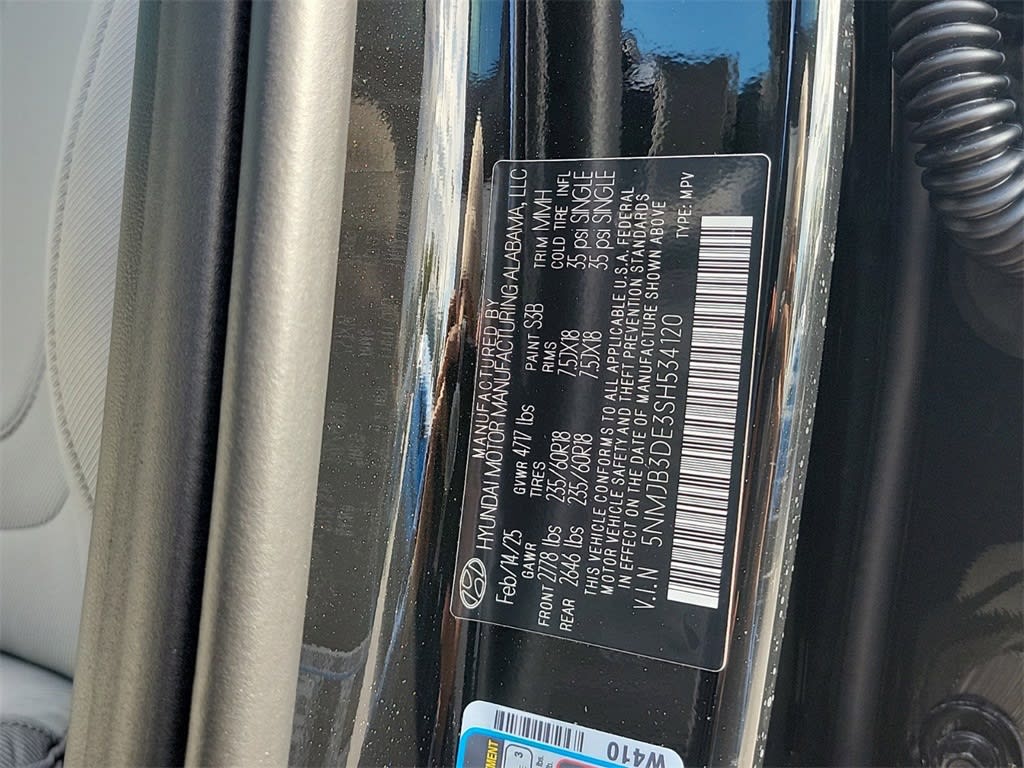 MANUFACTURED BY
HYUNDAI MOTOR MANUFACTURING ALABAMA, LLC
Feb/14/25 GVWR 4717 lbs PAINT S3B TRIM MMH
GAWR TIRES RIMS COLD TIRE INFL
FRONT 2778 lbs 235/60R18 7.5JX18 35 psi SINGLE
REAR 2646 lbs 235/60R18 7.5JX18 35 psi SINGLE
THIS VEHICLE CONFORMS TO ALL APPLICABLE U.S.A. FEDERAL
MOTOR VEHICLE SAFETY AND THEFT PREVENTION STANDARDS
IN EFFECT ON THE DATE OF MANUFACTURE SHOWN ABOVE
V.I.N 5NMJB3DE3SH534120 TYPE: MPV
W410
3